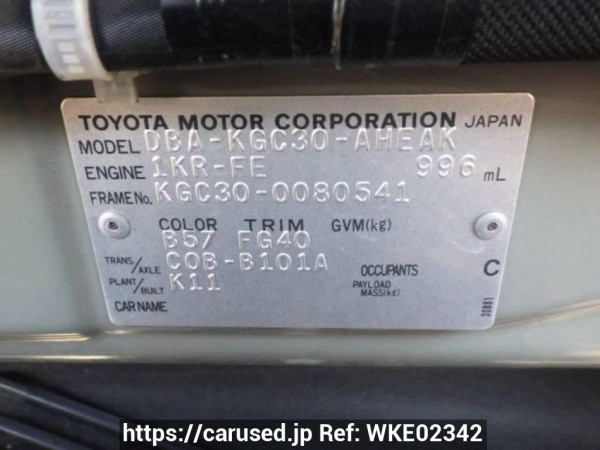 TOYOTA MOTOR CORPORATION JAPAN
MODEL DBA-KGC30-AHEAK
ENGINE 1KR-FE 996 mL
FRAME No. KGC30-0080541
COLOR TRIM GVM(kg)
B57 FG40
TRANS/AXLE COB-B101A OCCUPANTS C
PLANT/BUILT K11 PAYLOAD MASS(kg)
CAR NAME
30881
https://carused.jp Ref: WKE02342